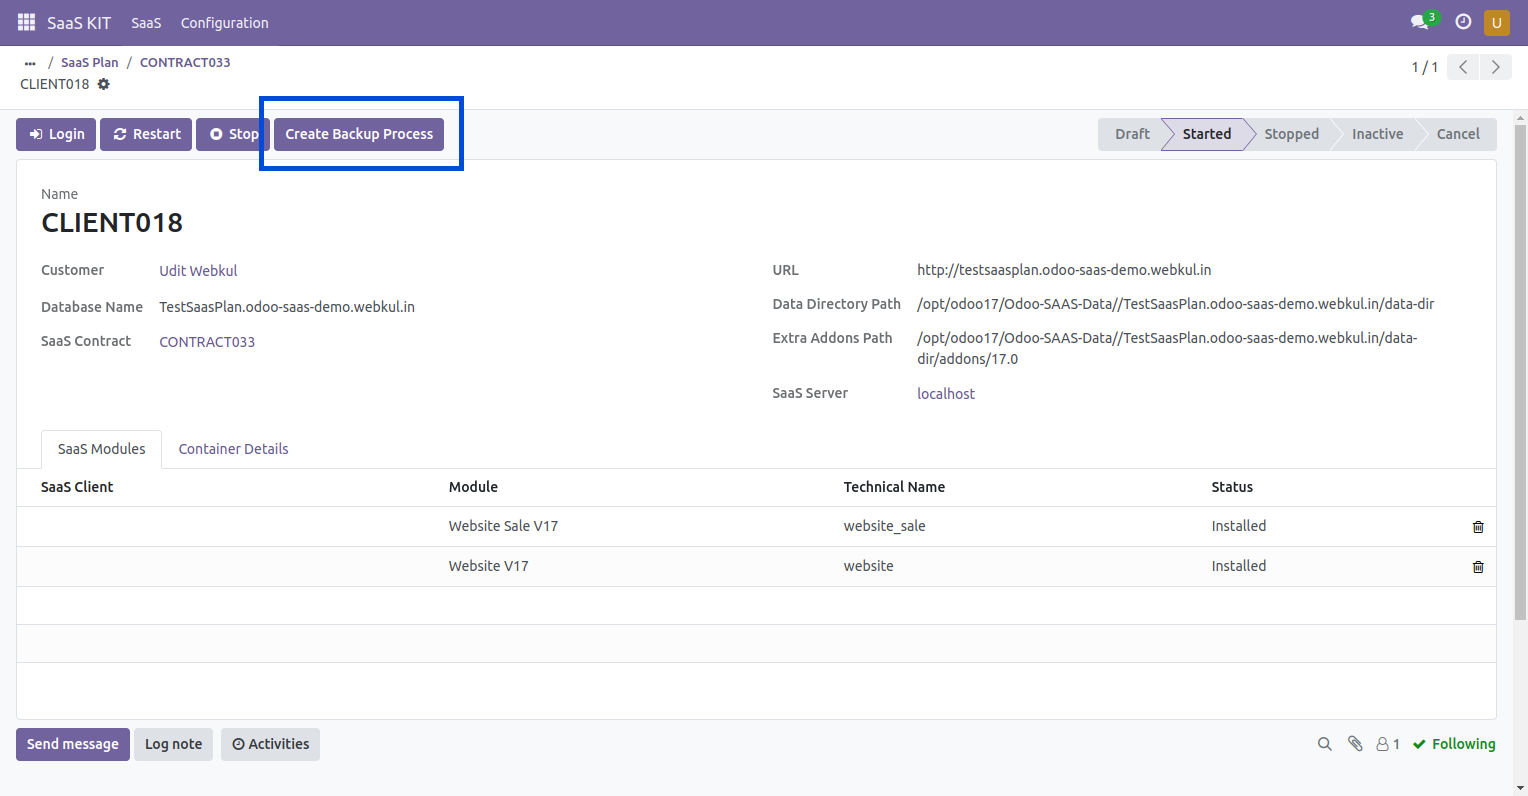 SaaS KIT SaaS Configuration 3 U
... / SaaS Plan / CONTRACT033
CLIENT018
1 / 1
Login Restart Stop Create Backup Process Draft Started Stopped Inactive Cancel
Name
CLIENT018
Customer Udit Webkul
Database Name TestSaasPlan.odoo-saas-demo.webkul.in
SaaS Contract CONTRACT033
URL http://testsaasplan.odoo-saas-demo.webkul.in
Data Directory Path /opt/odoo17/Odoo-SAAS-Data//TestSaasPlan.odoo-saas-demo.webkul.in/data-dir
Extra Addons Path /opt/odoo17/Odoo-SAAS-Data//TestSaasPlan.odoo-saas-demo.webkul.in/data-
dir/addons/17.0
SaaS Server localhost
SaaS Modules Container Details
SaaS Client Module Technical Name Status
Website Sale V17 website_sale Installed
Website V17 website Installed
Send message Log note Activities 1 Following